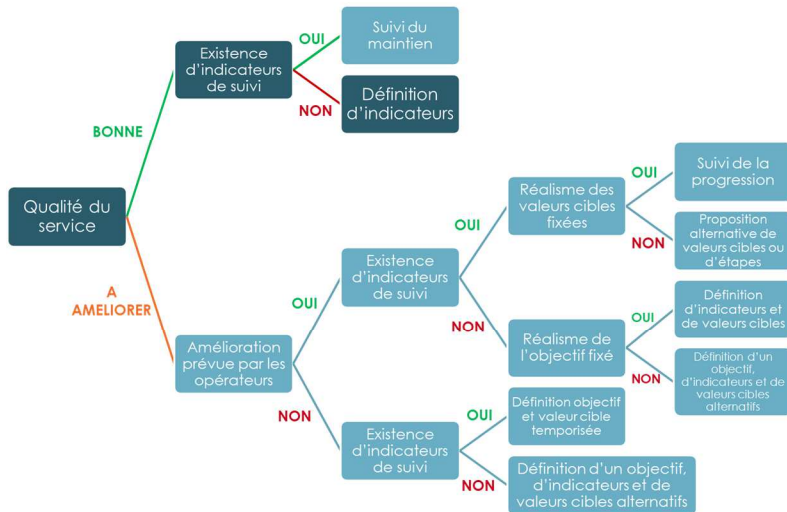 Qualité du
service
BONNE
A
AMELIORER
Existence
d'indicateurs
de suivi
OUI
Suivi du
maintien
NON
Définition
d'indicateurs
Amélioration
prévue par les
opérateurs
OUI
Existence
d'indicateurs
de suivi
OUI
Réalisme des
valeurs cibles
fixées
OUI
Suivi de la
progression
NON
Proposition
alternative de
valeurs cibles ou
d'étapes
NON
Réalisme de
l'objectif fixé
OUI
Définition
d'indicateurs et
de valeurs cibles
NON
Définition d'un
objectif,
d'indicateurs et de
valeurs cibles
alternatifs
NON
Existence
d'indicateurs
de suivi
OUI
Définition objectif
et valeur cible
temporisée
NON
Définition d'un objectif,
d'indicateurs et de
valeurs cibles alternatifs